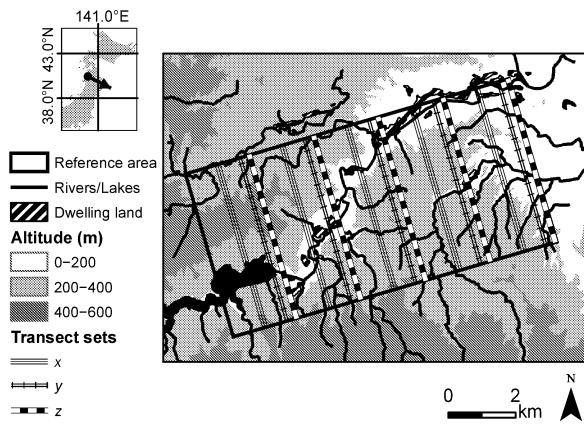 141.0°E
43.0°N
38.0°N
Reference area
Rivers/Lakes
Dwelling land
Altitude (m)
0−200
200−400
400−600
Transect sets
x
y
z
0 2
km
N